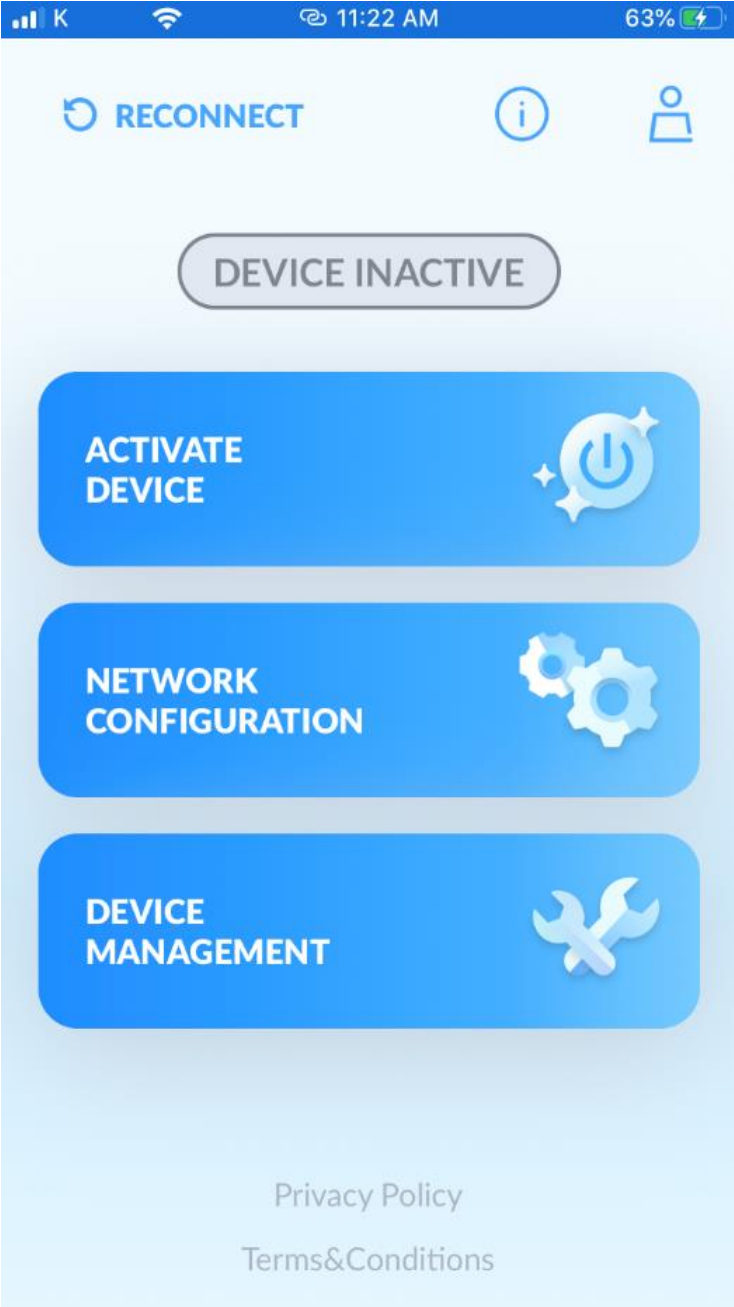 K 11:22 AM 63%
RECONNECT
DEVICE INACTIVE
ACTIVATE
DEVICE
NETWORK
CONFIGURATION
DEVICE
MANAGEMENT
Privacy Policy
Terms&Conditions